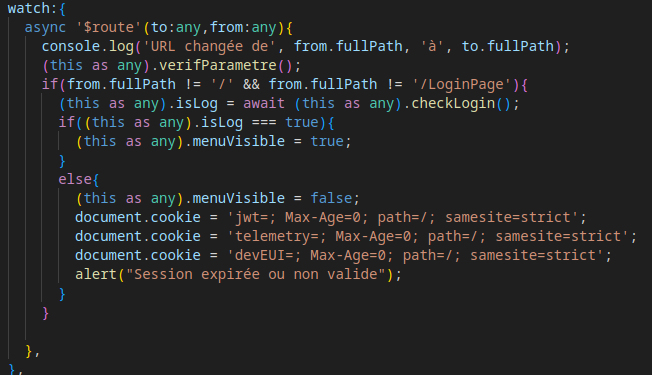 watch:{
async '$route'(to:any,from:any){
console.log('URL changée de', from.fullPath, 'à', to.fullPath);
(this as any).verifParametre();
if(from.fullPath != '/' && from.fullPath != '/LoginPage'){
(this as any).isLog = await (this as any).checkLogin();
if((this as any).isLog === true){
(this as any).menuVisible = true;
}
else{
(this as any).menuVisible = false;
document.cookie = 'jwt=; Max-Age=0; path=/; samesite=strict';
document.cookie = 'telemetry=; Max-Age=0; path=/; samesite=strict';
document.cookie = 'devEUI=; Max-Age=0; path=/; samesite=strict';
alert("Session expirée ou non valide");
}
}
},
},